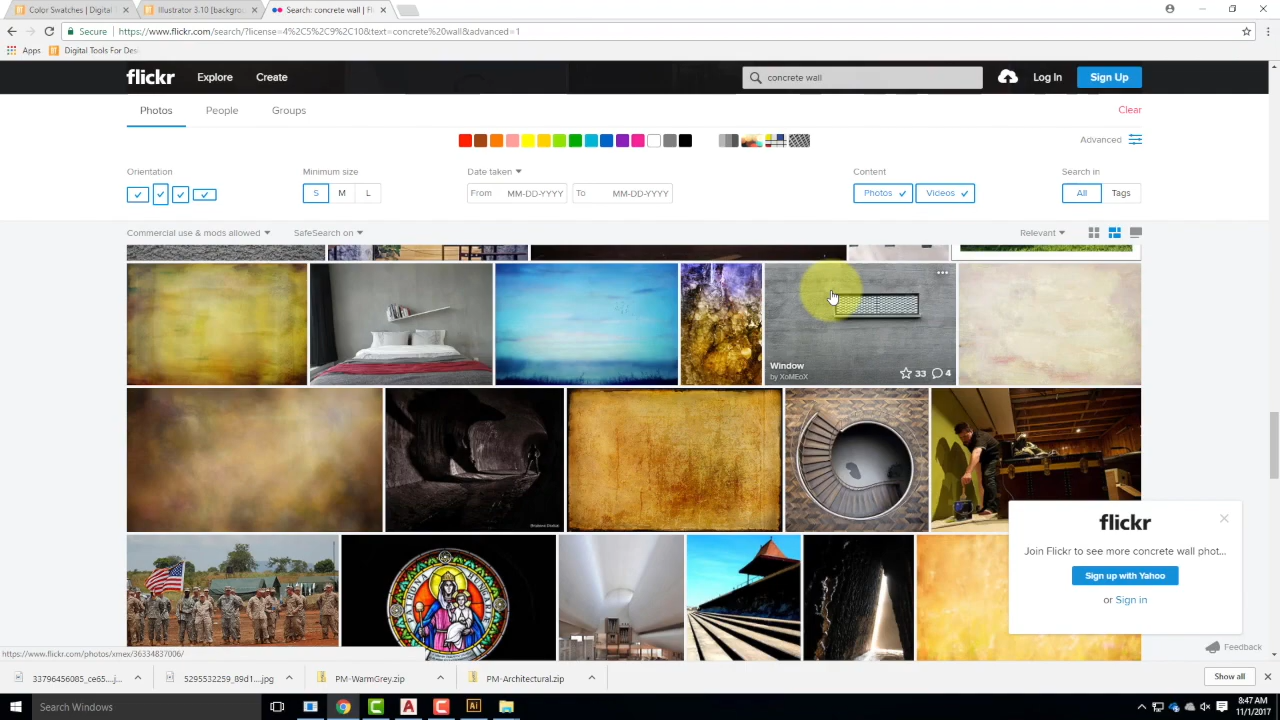 Color Swatches | Digital
Illustrator 3.10 [backgrou
Search: concrete wall | Fl
Secure
https://www.flickr.com/search/?license=4%2C5%2C9%2C10&text=concrete%20wall&advanced=1
Apps
Digital Tools For Des
flickr
Explore
Create
concrete wall
Log In
Sign Up
Photos
People
Groups
Clear
Advanced
Orientation
Minimum size
Date taken
Content
Search in
S
M
L
From
MM-DD-YYYY
To
MM-DD-YYYY
Photos
Videos
All
Tags
Commercial use & mods allowed
SafeSearch on
Relevant
Window
by XoMEoX
33
4
flickr
Join Flickr to see more concrete wall phot...
Sign up with Yahoo
or Sign in
Feedback
https://www.flickr.com/photos/xmex/36334837006/
33796456085_ce65....j...
5295532259_89d1...jpg
PM-WarmGrey.zip
PM-Architectural.zip
Show all
Search Windows
Ai
8:47 AM
11/1/2017